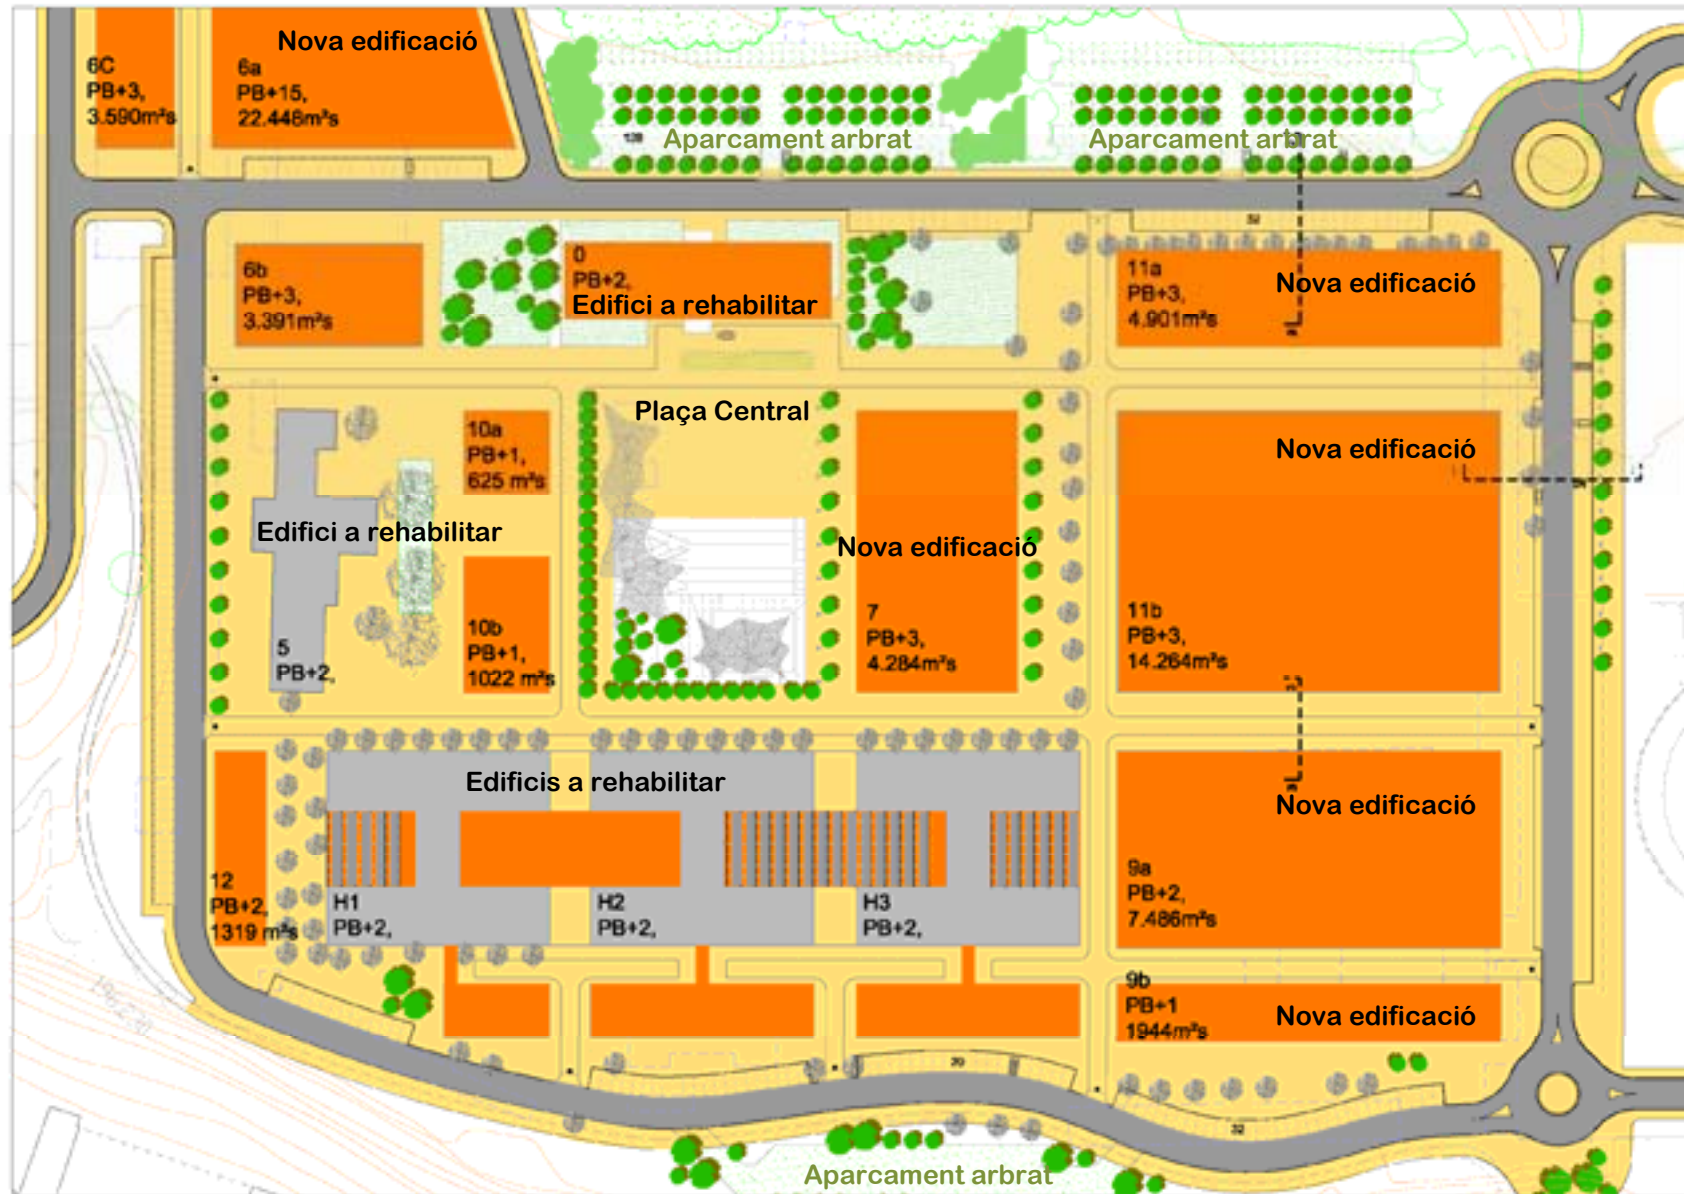 Nova edificació
6C
PB+3,
3.590m²s
6a
PB+15,
22.446m²s
Aparcament arbrat
Aparcament arbrat
52
6b
PB+3,
3.391m²s
0
PB+2,
Edifici a rehabilitar
11a
PB+3,
4.901m²s
Nova edificació
Plaça Central
10a
PB+1,
625 m²s
Edifici a rehabilitar
5
PB+2,
10b
PB+1,
1022 m²s
Nova edificació
7
PB+3,
4.284m²s
Nova edificació
11b
PB+3,
14.264m²s
Edificis a rehabilitar
12
PB+2,
1319 m²s
H1
PB+2,
H2
PB+2,
H3
PB+2,
Nova edificació
9a
PB+2,
7.486m²s
9b
PB+1
1944m²s
Nova edificació
20
32
Aparcament arbrat